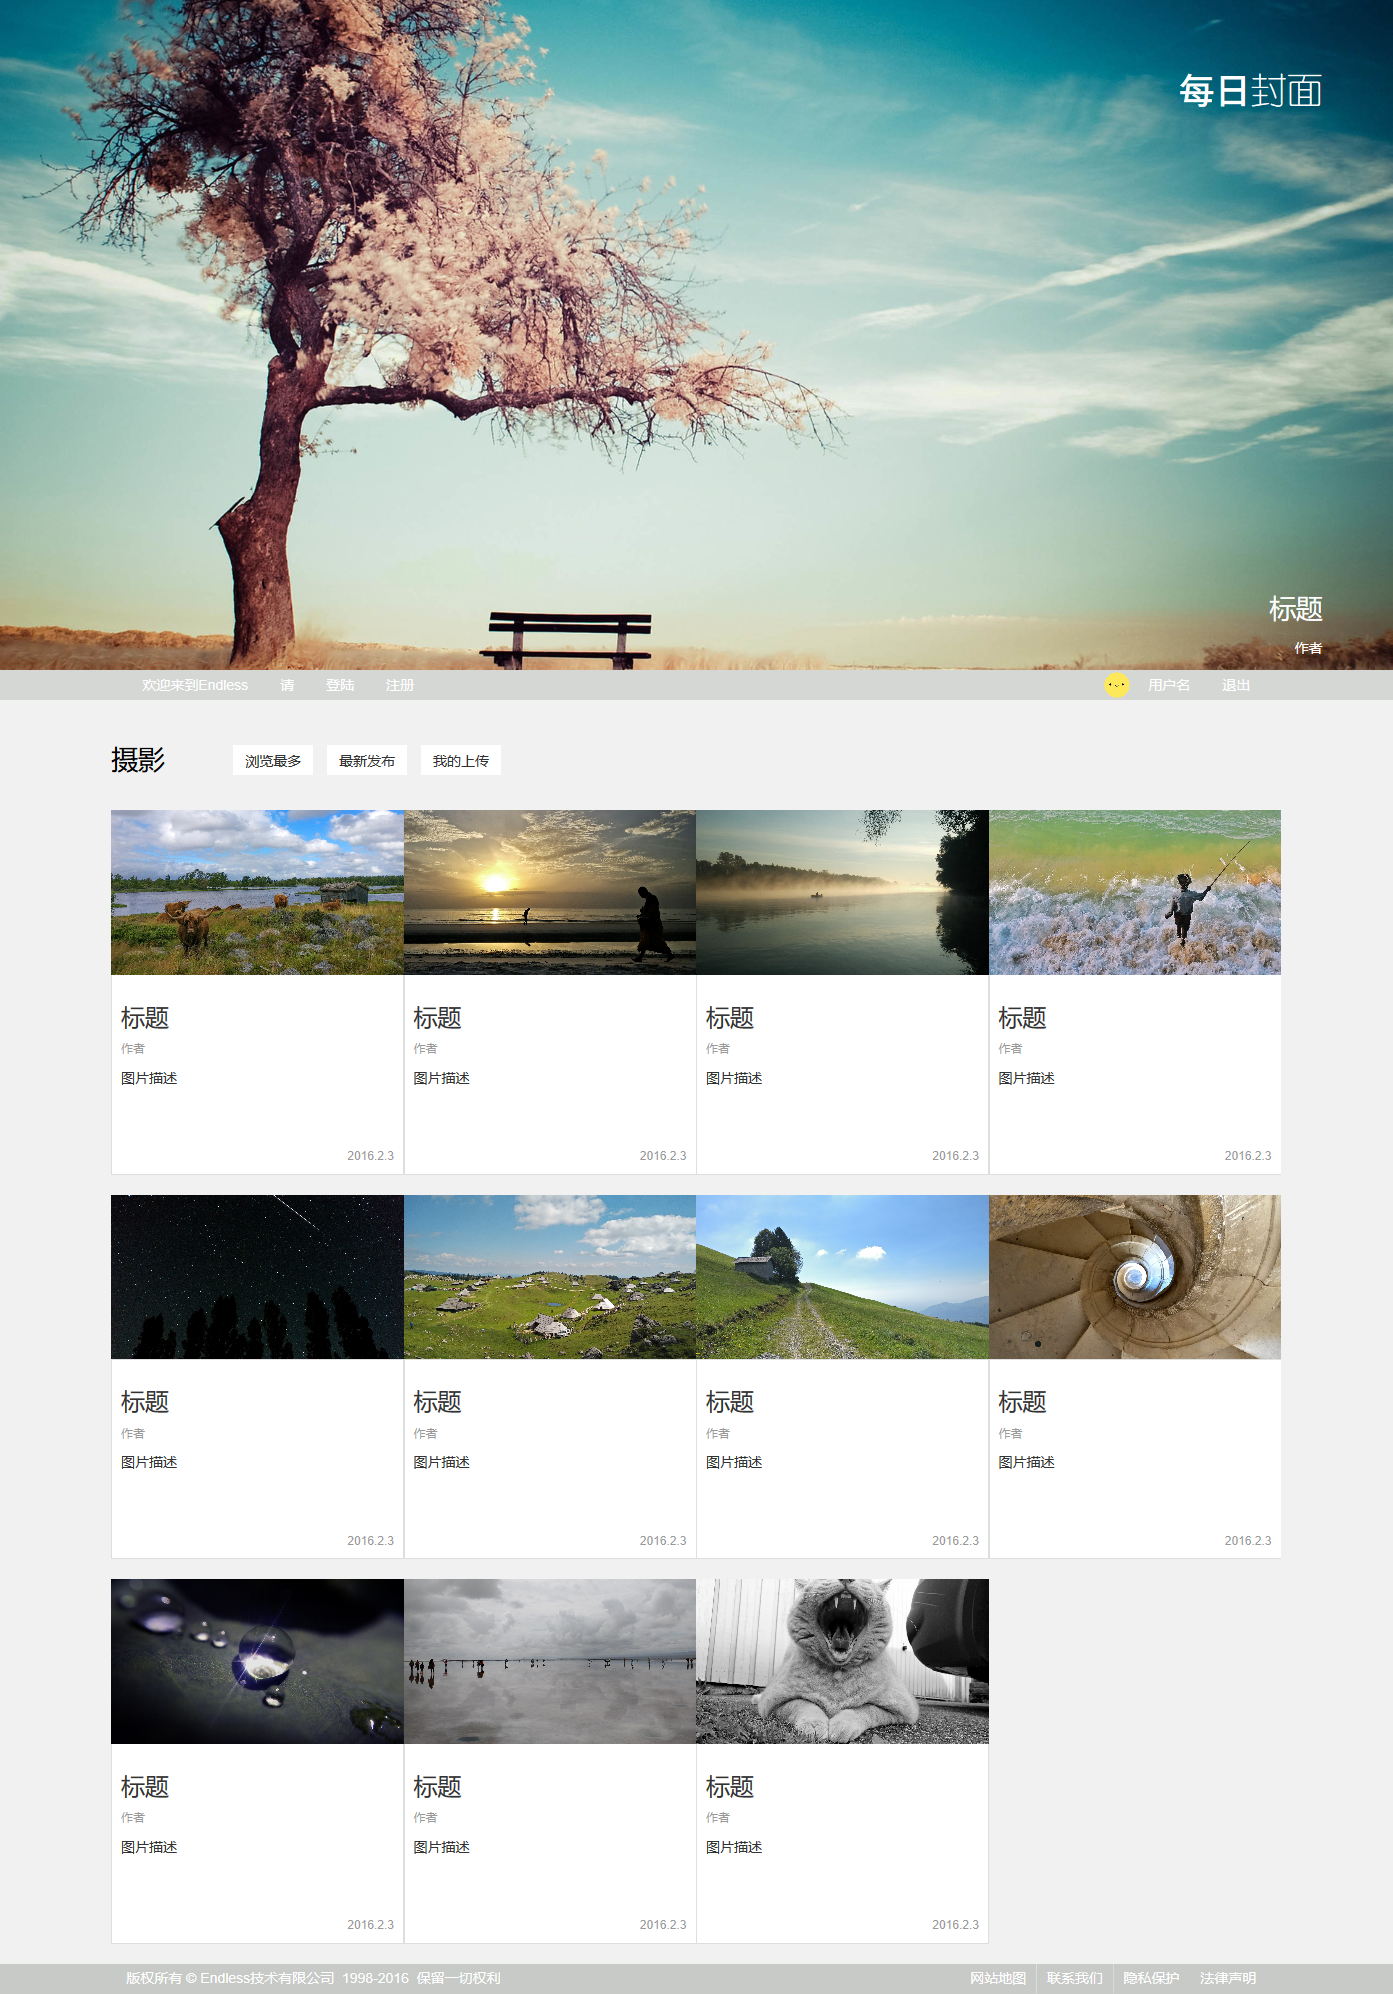 每日封面
标题
作者
欢迎来到Endless 请 登陆 注册 用户名 退出
摄影 浏览最多 最新发布 我的上传
标题 标题 标题 标题
作者 作者 作者 作者
图片描述 图片描述 图片描述 图片描述
2016.2.3 2016.2.3 2016.2.3 2016.2.3
标题 标题 标题 标题
作者 作者 作者 作者
图片描述 图片描述 图片描述 图片描述
2016.2.3 2016.2.3 2016.2.3 2016.2.3
标题 标题 标题
作者 作者 作者
图片描述 图片描述 图片描述
2016.2.3 2016.2.3 2016.2.3
版权所有 © Endless技术有限公司 1998-2016 保留一切权利 网站地图 联系我们 隐私保护 法律声明